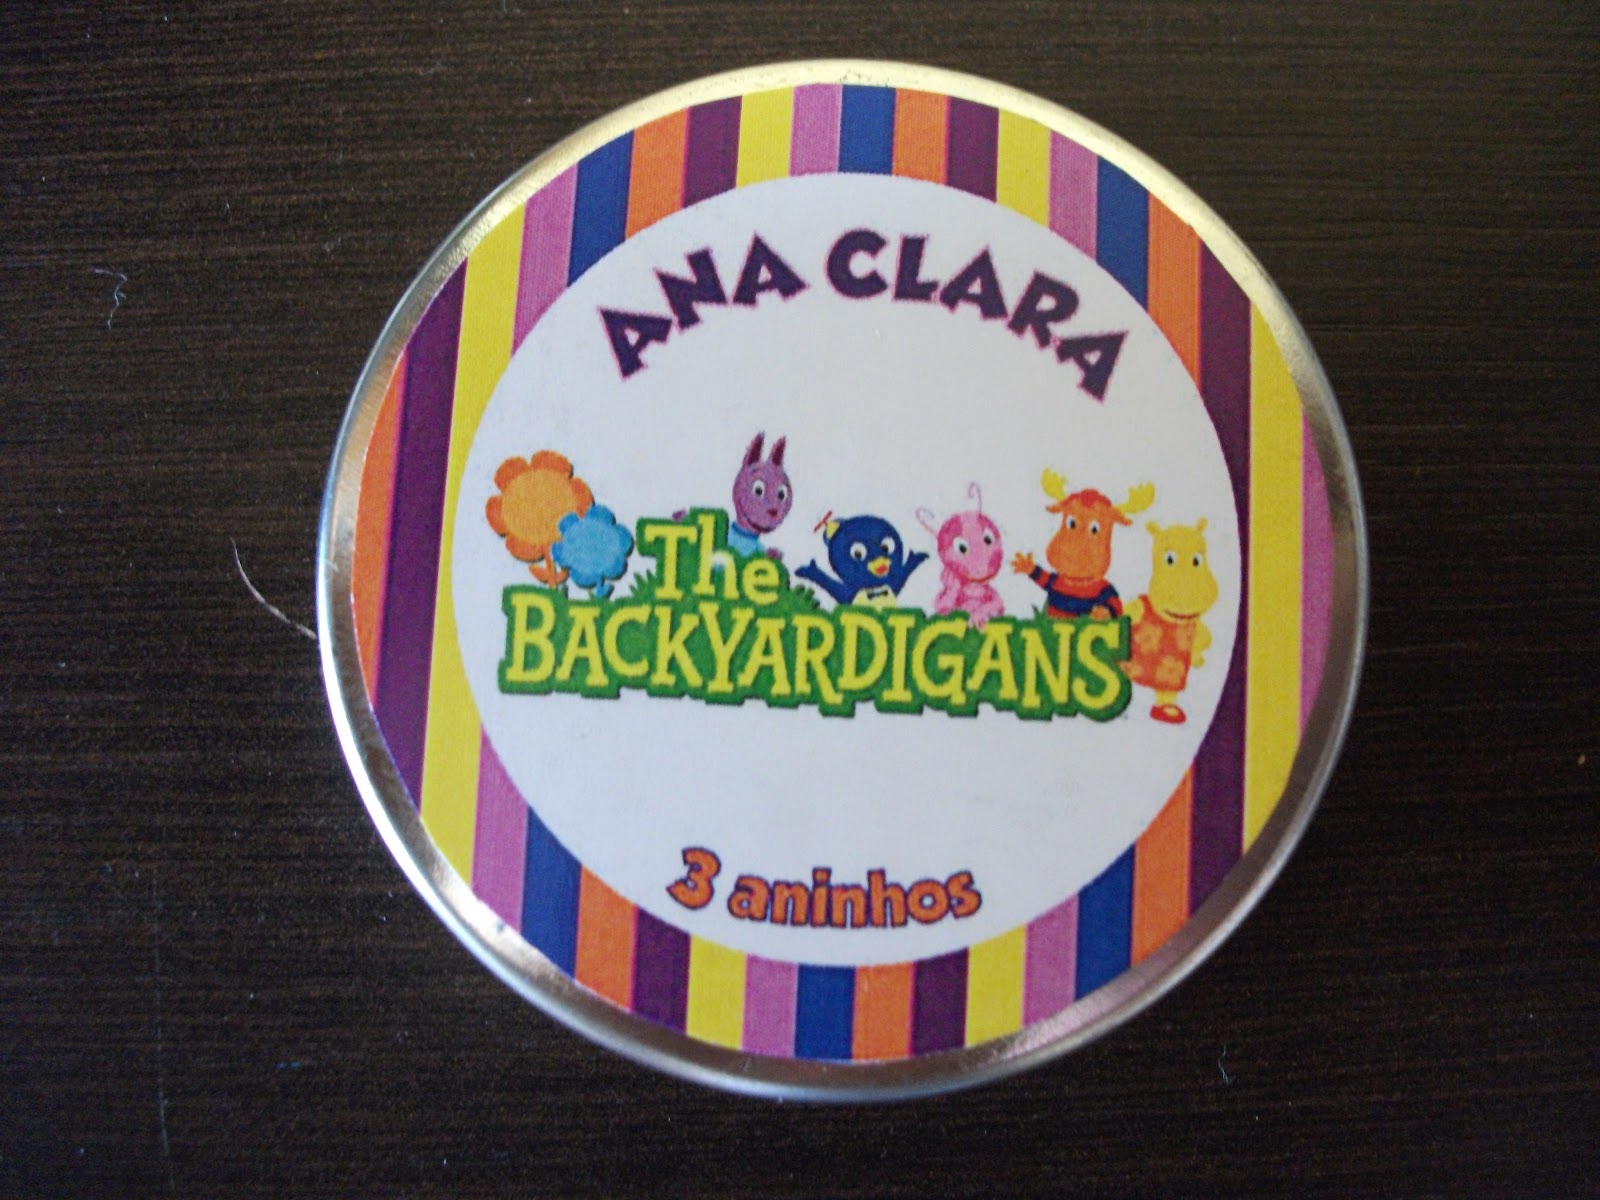 ANA CLARA
The
BACKYARDIGANS
3 aninhos